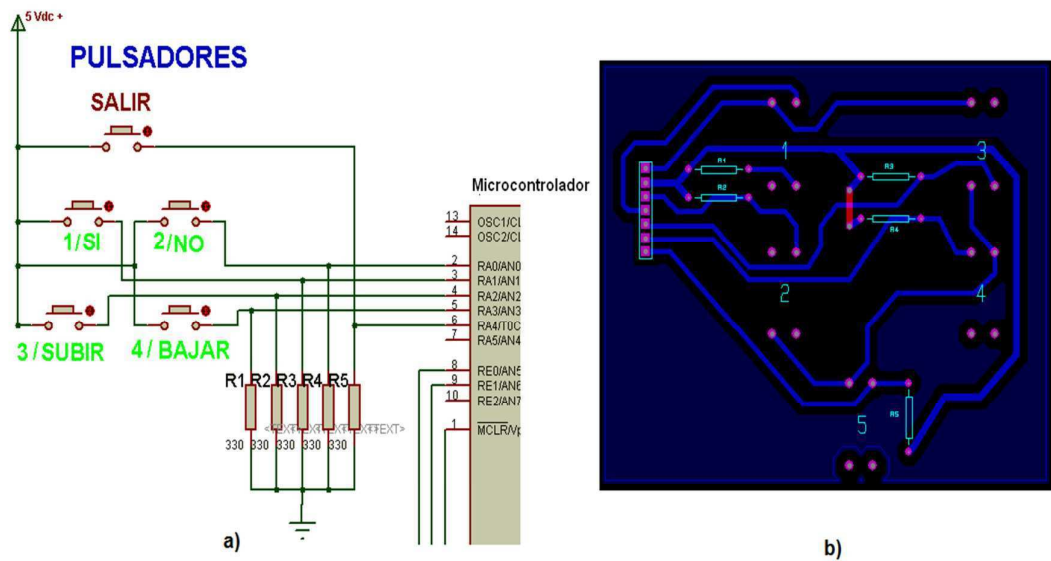 5 Vdc +
PULSADORES
SALIR
1/SI
2/NO
3/SUBIR
4/BAJAR
Microcontrolador
13
OSC1/CL
14
OSC2/CL
2
RA0/AN0
3
RA1/AN1
4
RA2/AN2
5
RA3/AN3
6
RA4/T0C
7
RA5/AN4
8
RE0/AN5
9
RE1/AN6
10
RE2/AN7
1
MCLR/Vp
R1 R2 R3 R4 R5
330 330 330 330 330
a)
1
R1
R2
R3
3
R4
2
4
R5
5
b)